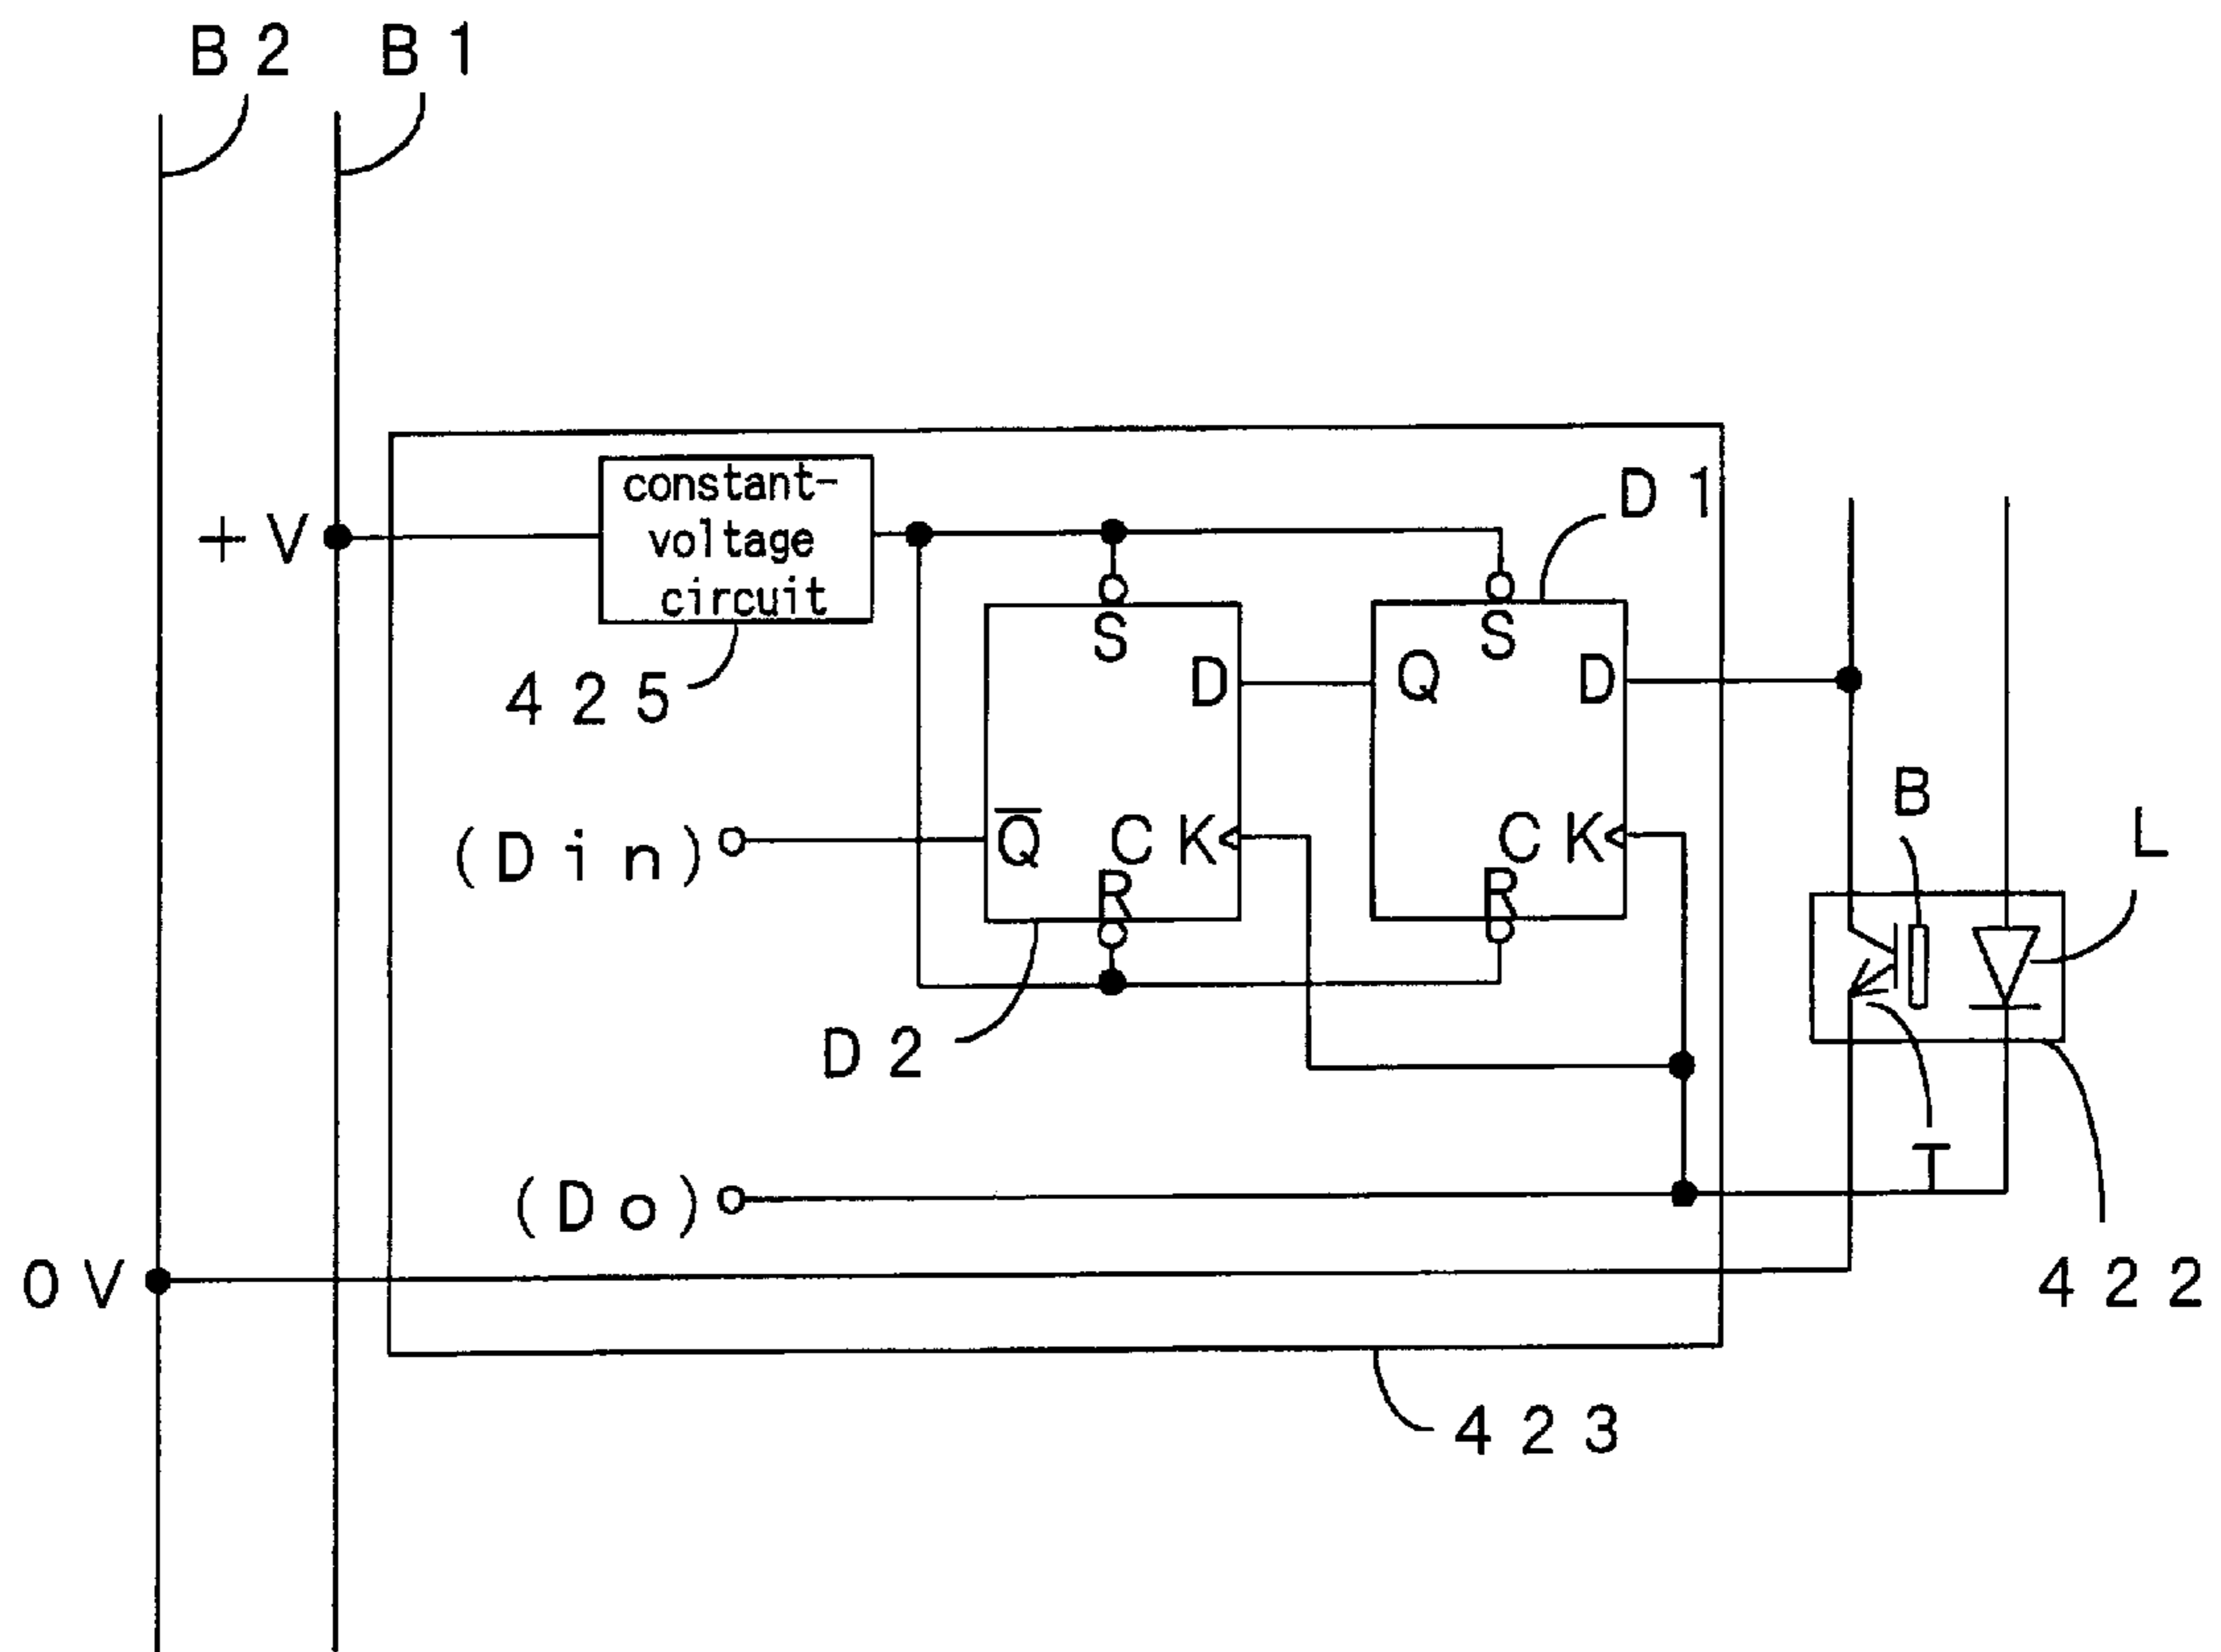 B2
B1
constant-
voltage
circuit
D1
+V
S
S
D
Q
D
425
B
L
(Din)
Q̅
CK
CK
R
R
D2
T
(Do)
0V
422
423